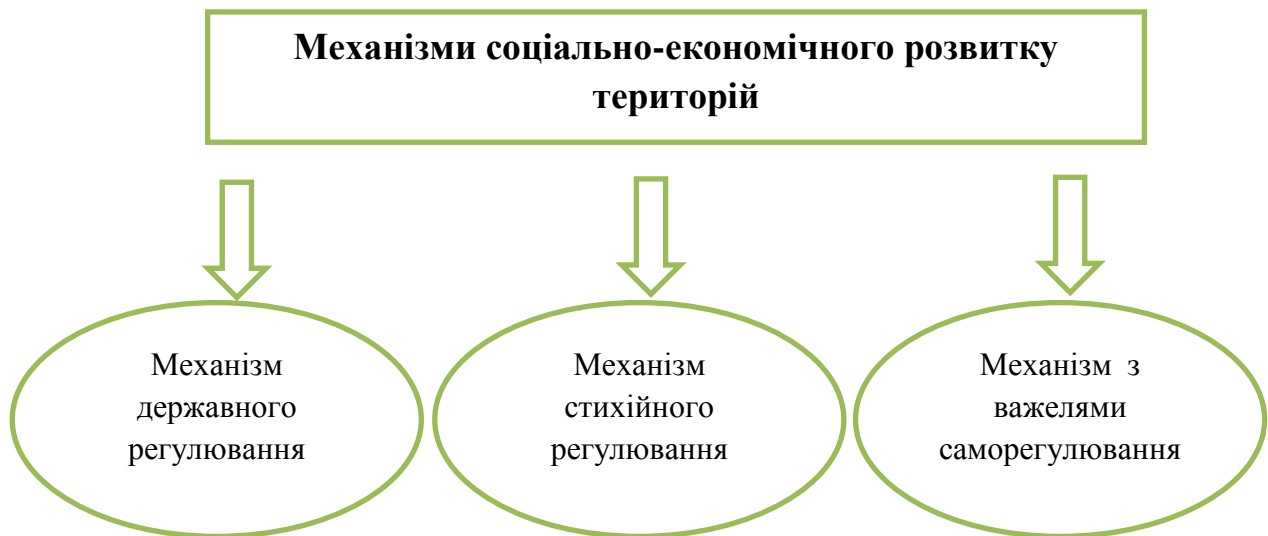 Механізми соціально-економічного розвитку
територій
Механізм
державного
регулювання
Механізм
стихійного
регулювання
Механізм з
важелями
саморегулювання